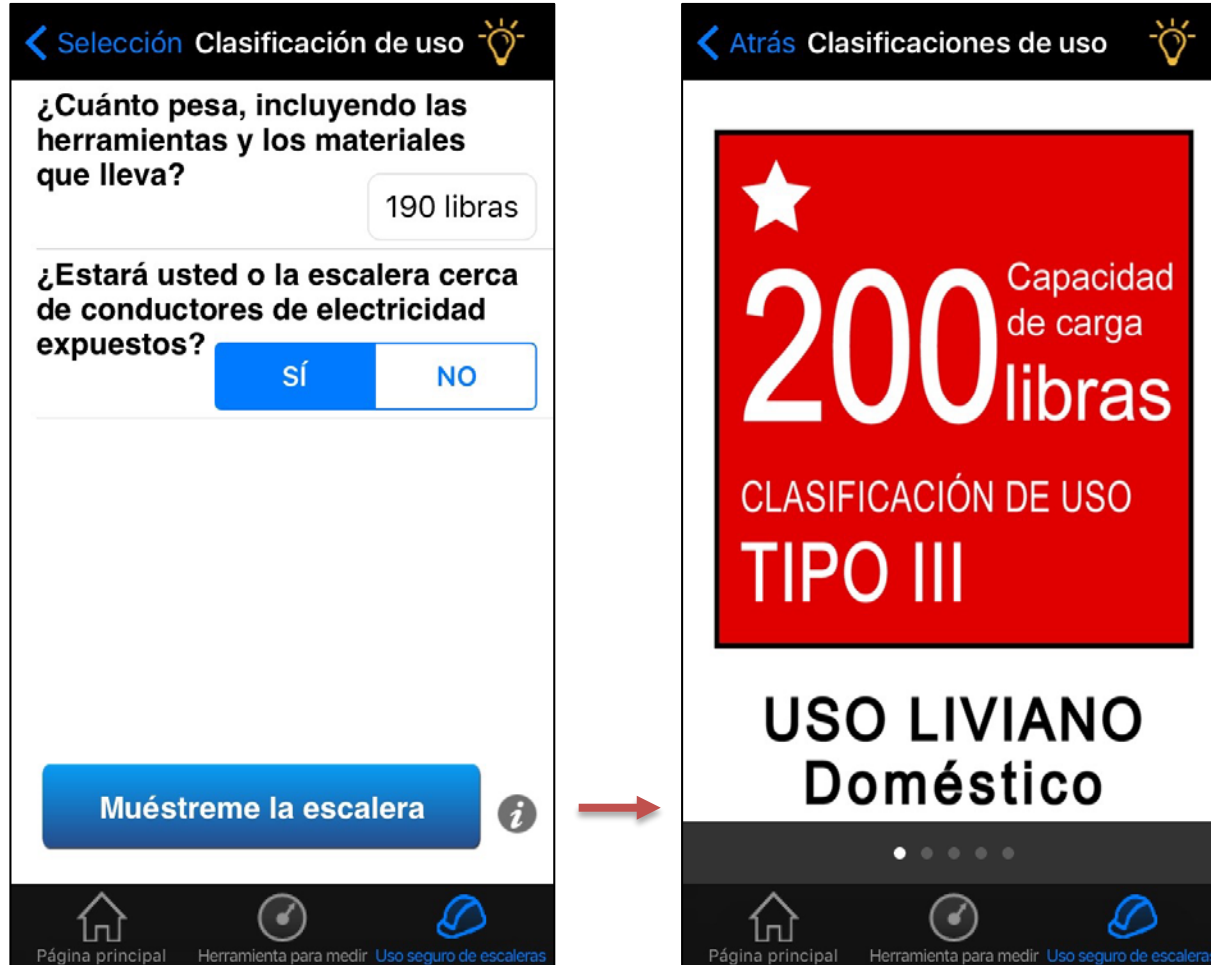 Selección Clasificación de uso
¿Cuánto pesa, incluyendo las
herramientas y los materiales
que lleva?
190 libras
¿Estará usted o la escalera cerca
de conductores de electricidad
expuestos?
SÍ NO
Muéstreme la escalera
i
Página principal Herramienta para medir Uso seguro de escaleras
Atrás Clasificaciones de uso
200 Capacidad
de carga
libras
CLASIFICACIÓN DE USO
TIPO III
USO LIVIANO
Doméstico
Página principal Herramienta para medir Uso seguro de escaleras